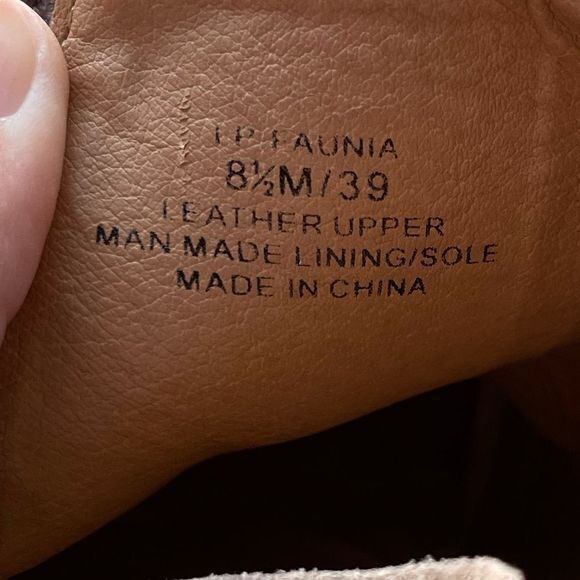 LP FAUNIA
8½M/39
LEATHER UPPER
MAN MADE LINING/SOLE
MADE IN CHINA